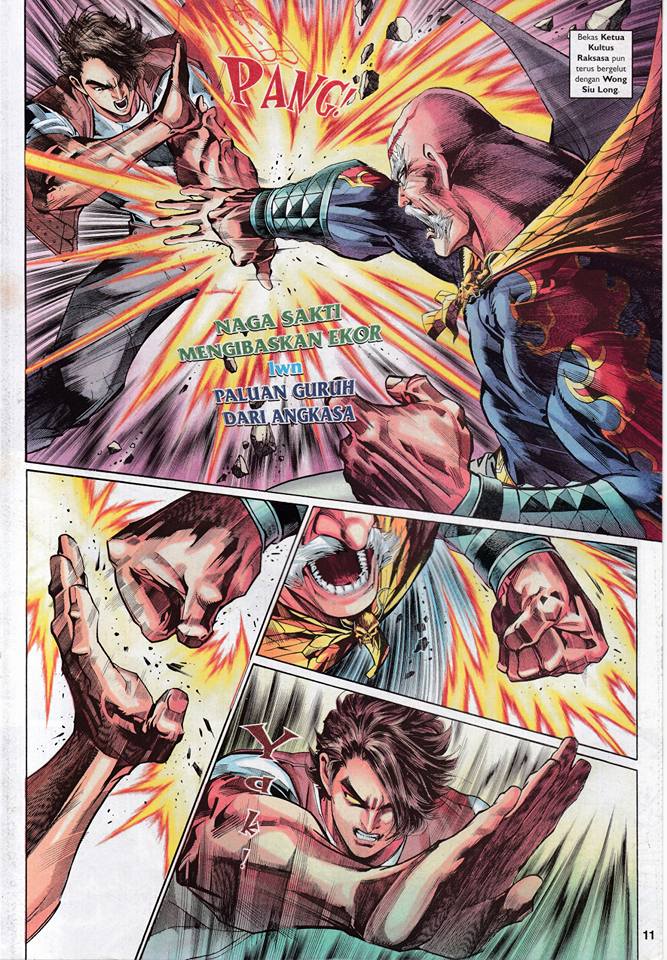 PANG!
Bekas Ketua
Kultus
Raksasa pun
terus bergelut
dengan Wong
Siu Long.
NAGA SAKTI
MENGIBASKAN EKOR
lwn
PALUAN GURUH
DARI ANGKASA
Yak!
11